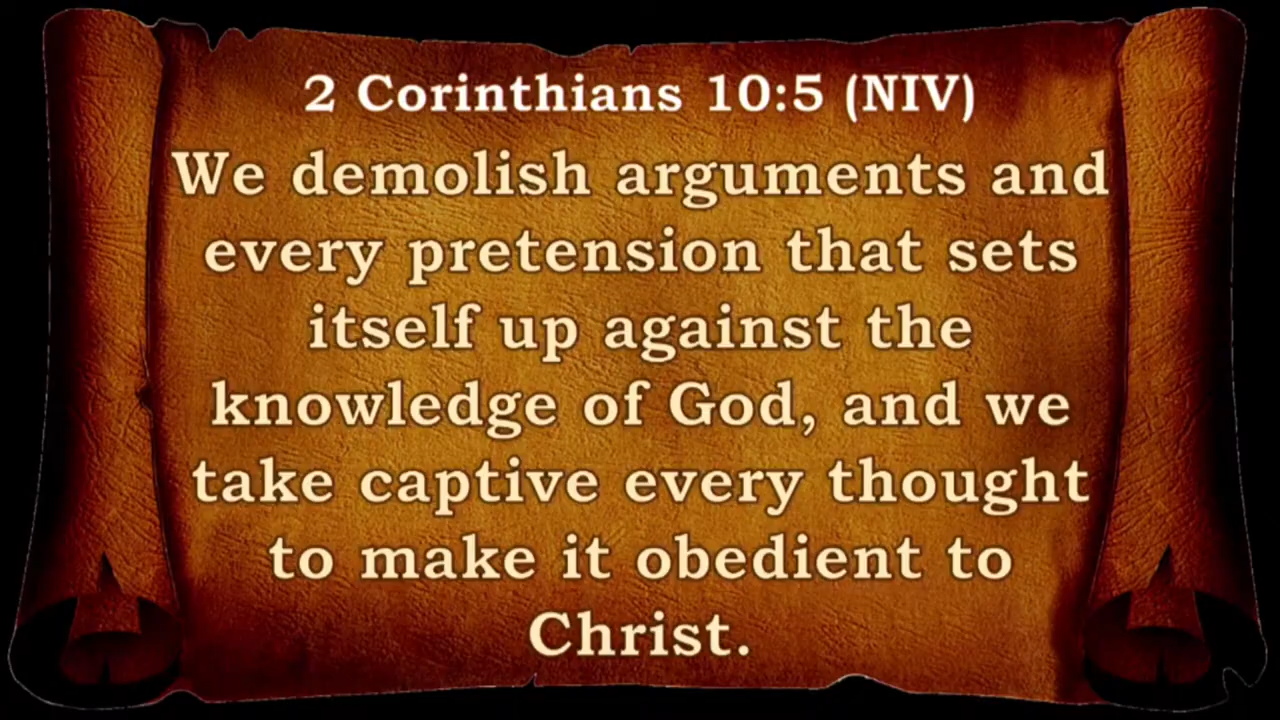 2 Corinthians 10:5 (NIV)
We demolish arguments and
every pretension that sets
itself up against the
knowledge of God, and we
take captive every thought
to make it obedient to
Christ.